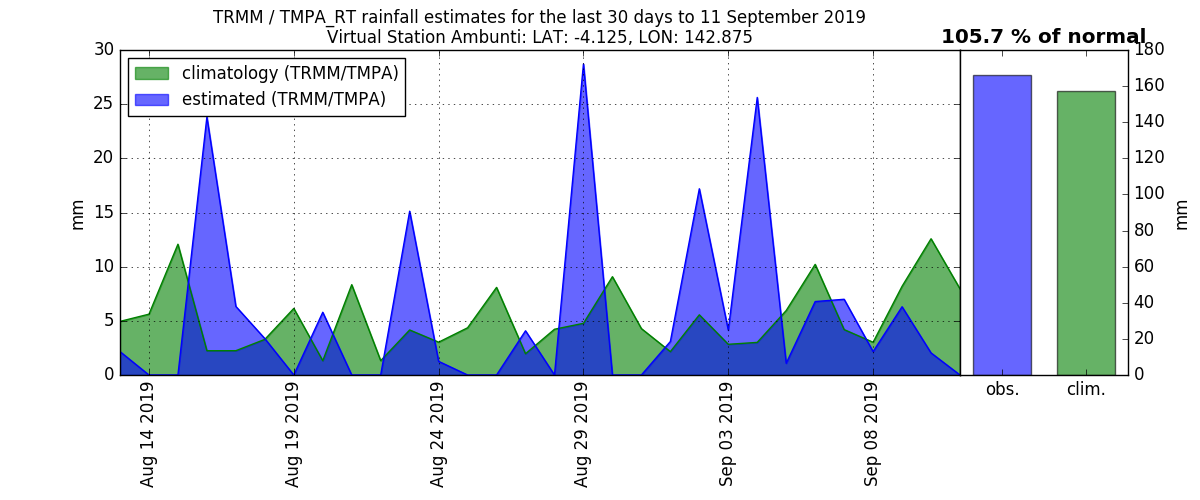 TRMM / TMPA_RT rainfall estimates for the last 30 days to 11 September 2019
Virtual Station Ambunti: LAT: -4.125, LON: 142.875
105.7 % of normal
climatology (TRMM/TMPA)
estimated (TRMM/TMPA)
30
25
20
15
10
5
0
mm
Aug 14 2019
Aug 19 2019
Aug 24 2019
Aug 29 2019
Sep 03 2019
Sep 08 2019
obs.
clim.
180
160
140
120
100
80
60
40
20
0
mm